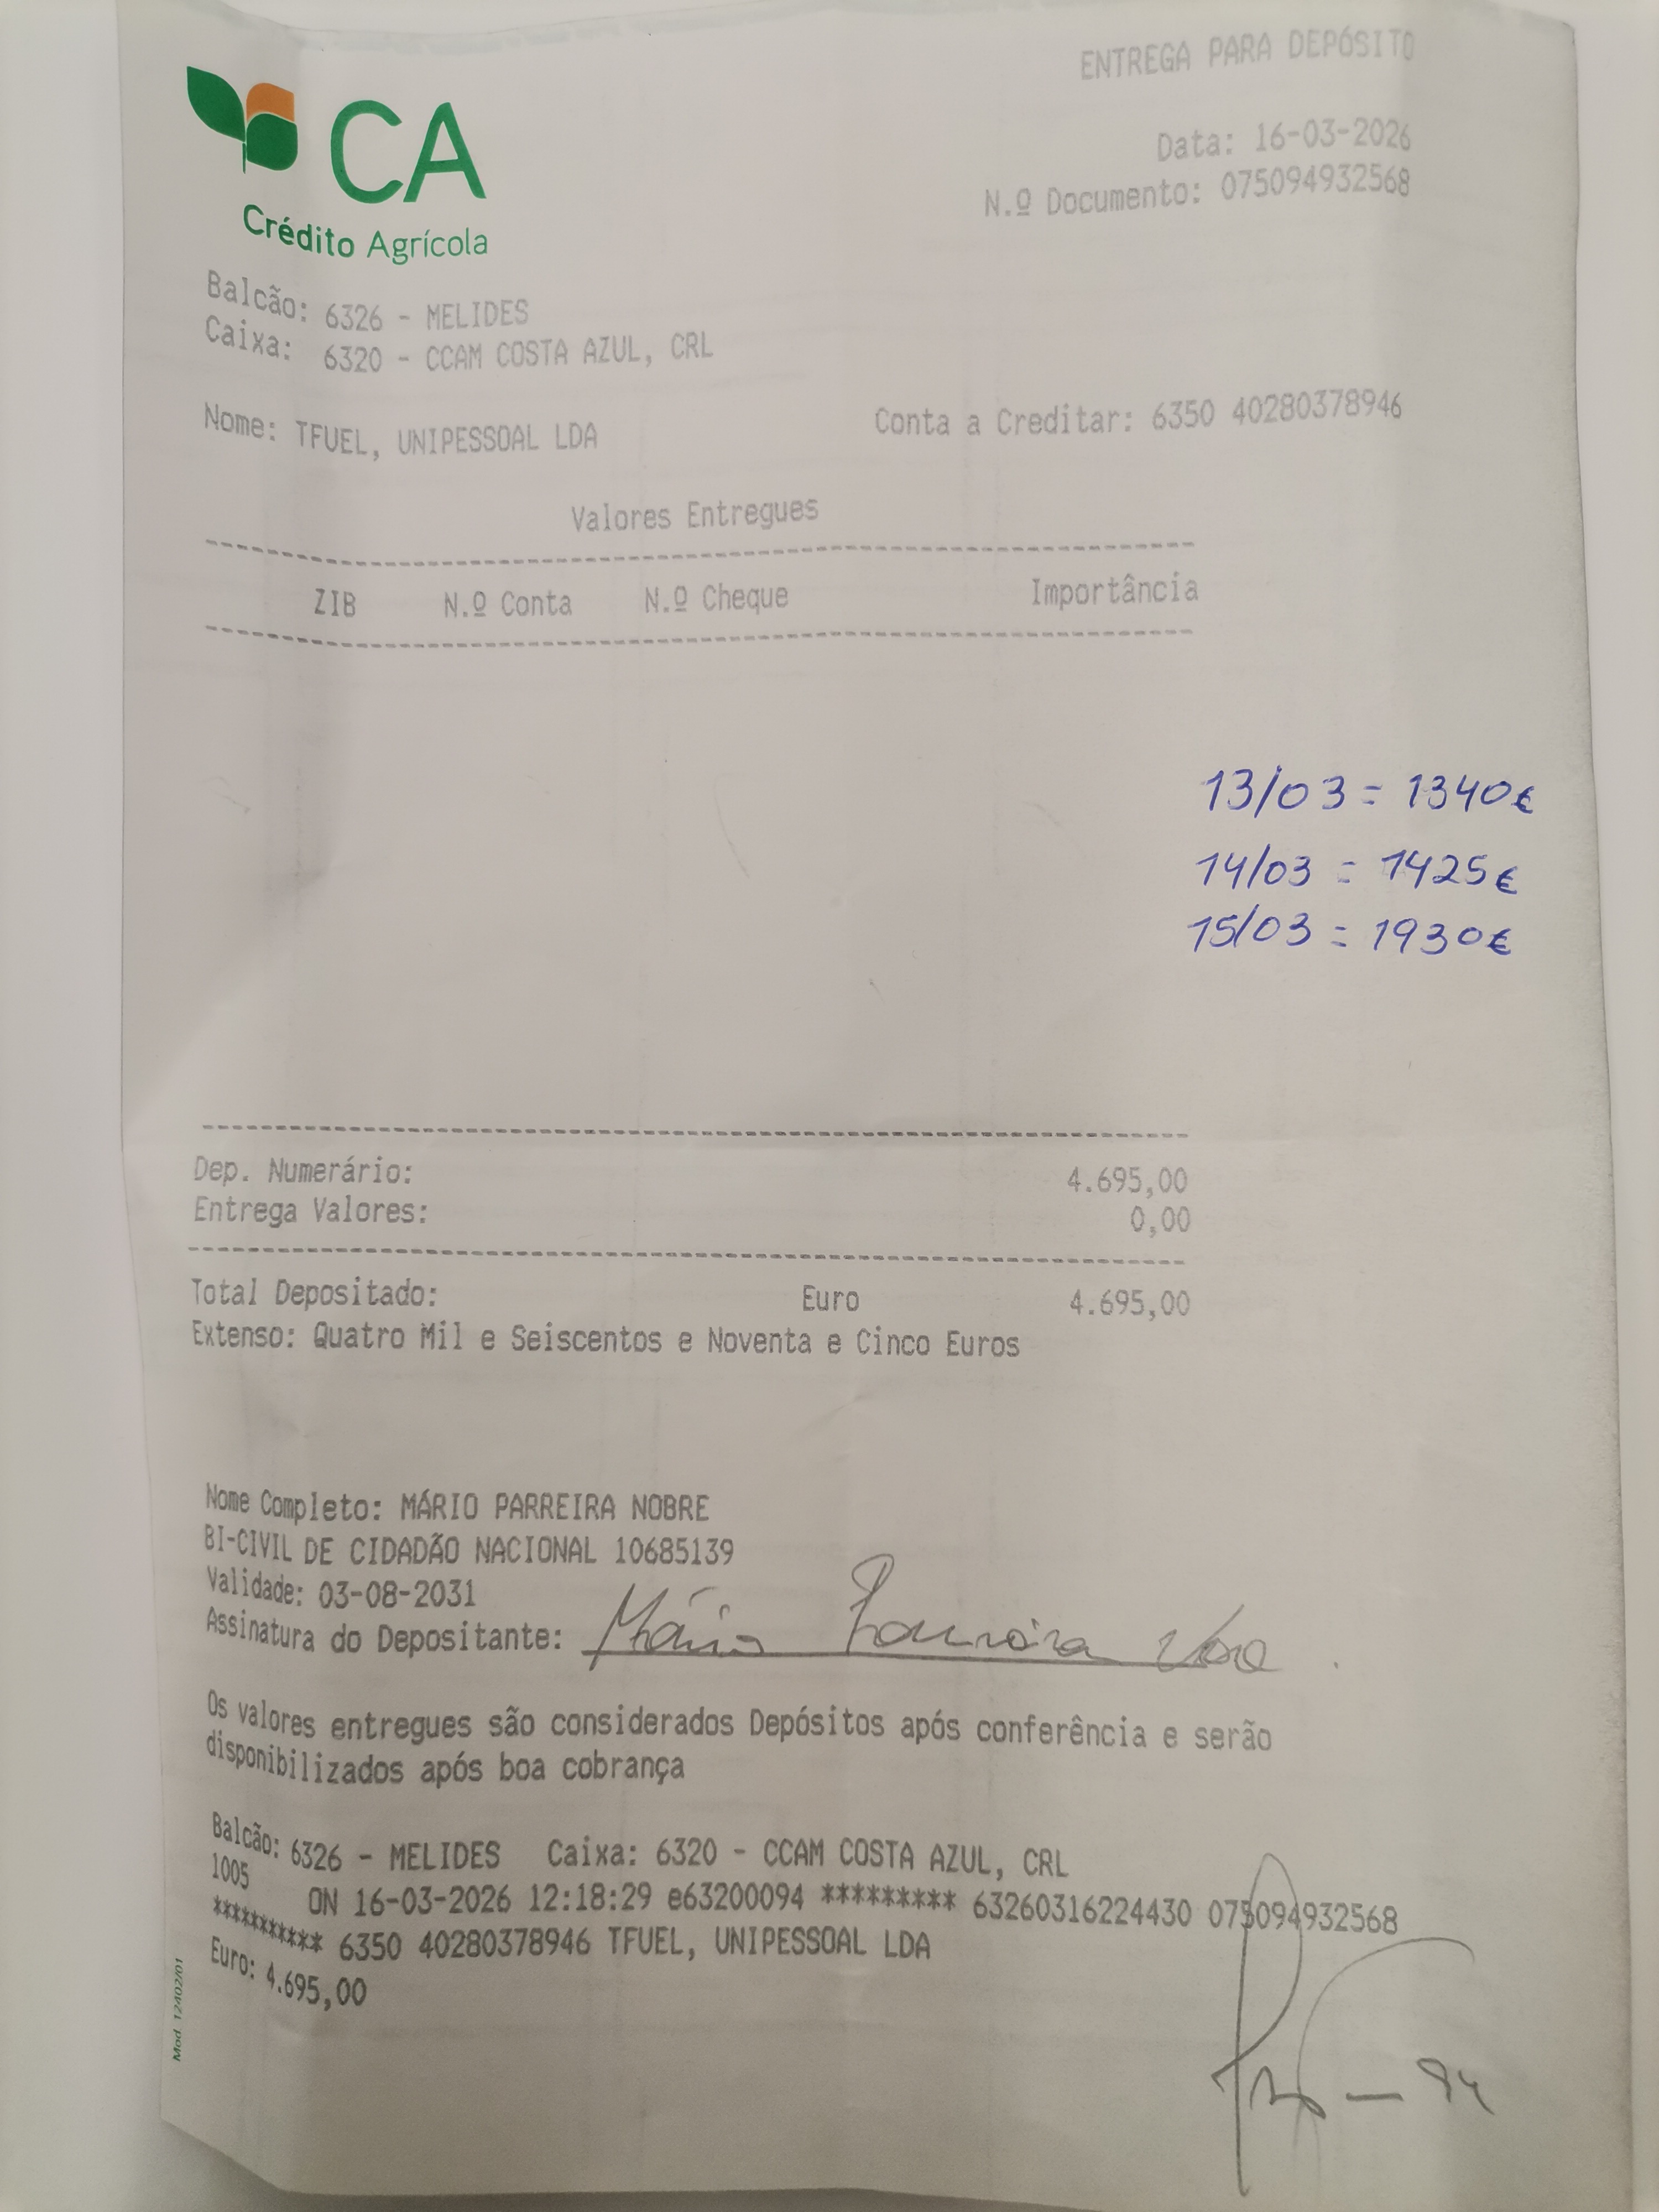 ENTREGA PARA DEPÓSITO
CA
Crédito Agrícola
Data: 16-03-2026
N.º Documento: 075094932568
Balcão: 6326 - MELIDES
Caixa: 6320 - CCAM COSTA AZUL, CRL
Nome: TFUEL, UNIPESSOAL LDA Conta a Creditar: 6350 40280378946
Valores Entregues
ZIB N.º Conta N.º Cheque Importância
13/03 = 1340€
14/03 = 1425€
15/03 = 1930€
Dep. Numerário: 4.695,00
Entrega Valores: 0,00
Total Depositado: Euro 4.695,00
Extenso: Quatro Mil e Seiscentos e Noventa e Cinco Euros
Nome Completo: MÁRIO PARREIRA NOBRE
BI-CIVIL DE CIDADÃO NACIONAL 10685139
Validade: 03-08-2031
Assinatura do Depositante: Mário Parreira
Os valores entregues são considerados Depósitos após conferência e serão
disponibilizados após boa cobrança
Balcão: 6326 - MELIDES Caixa: 6320 - CCAM COSTA AZUL, CRL
1005
ON 16-03-2026 12:18:29 e63200094 ********* 63260316224430 075094932568
*********** 6350 40280378946 TFUEL, UNIPESSOAL LDA
Euro: 4.695,00
Mod. 12402/01